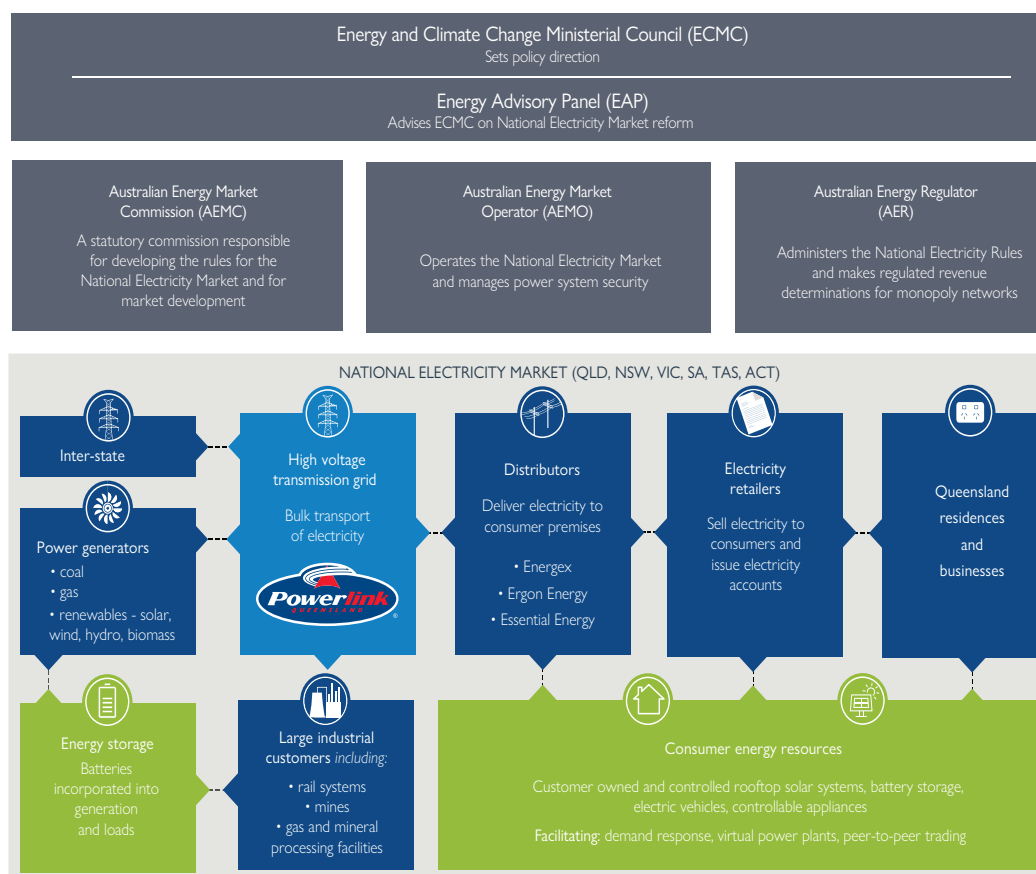 Energy and Climate Change Ministerial Council (ECMC)
Sets policy direction
Energy Advisory Panel (EAP)
Advises ECMC on National Electricity Market reform
Australian Energy Market
Commission (AEMC)
A statutory commission responsible
for developing the rules for the
National Electricity Market and for
market development
Australian Energy Market
Operator (AEMO)
Operates the National Electricity Market
and manages power system security
Australian Energy Regulator
(AER)
Administers the National Electricity Rules
and makes regulated revenue
determinations for monopoly networks
NATIONAL ELECTRICITY MARKET (QLD, NSW, VIC, SA, TAS, ACT)
Inter-state
Power generators
• coal
• gas
• renewables - solar,
wind, hydro, biomass
High voltage
transmission grid
Bulk transport
of electricity
Powerlink
QUEENSLAND
®
Distributors
Deliver electricity to
consumer premises
• Energex
• Ergon Energy
• Essential Energy
Electricity
retailers
Sell electricity to
consumers and
issue electricity
accounts
Queensland
residences
and
businesses
Energy storage
Batteries
incorporated into
generation
and loads
Large industrial
customers including:
• rail systems
• mines
• gas and mineral
processing facilities
Consumer energy resources
Customer owned and controlled rooftop solar systems, battery storage,
electric vehicles, controllable appliances
Facilitating: demand response, virtual power plants, peer-to-peer trading